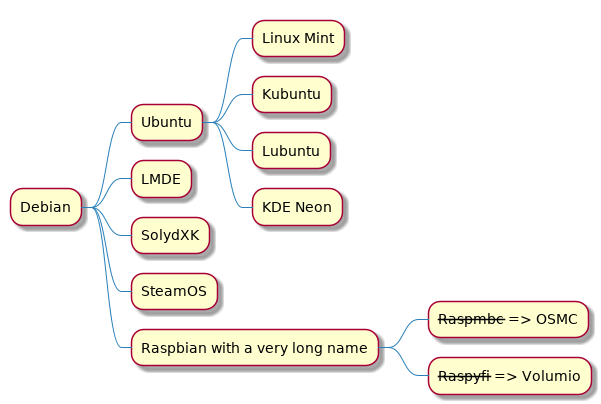 Debian
Ubuntu
Linux Mint
Kubuntu
Lubuntu
KDE Neon
LMDE
SolydXK
SteamOS
Raspbian with a very long name
Raspmbc => OSMC
Raspyfi => Volumio